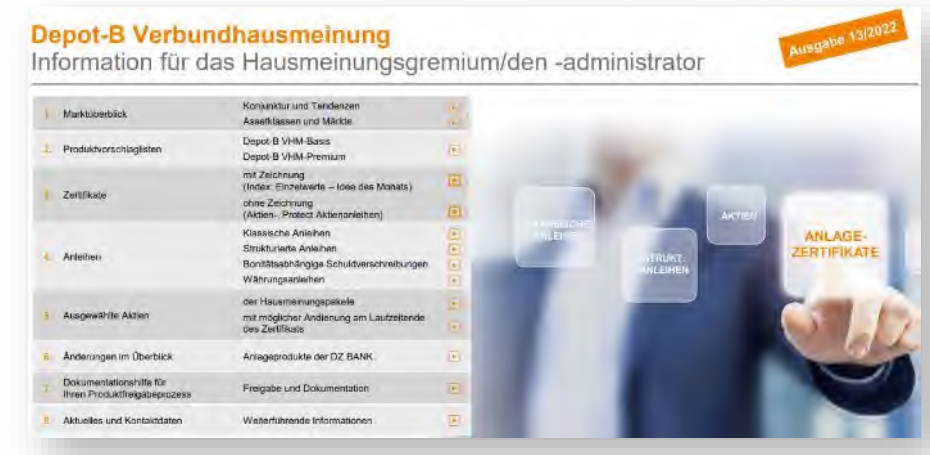 Depot-B Verbundhausmeinung
Information für das Hausmeinungsgremium/den -administrator
Ausgabe 13/2022
1. Marktüberblick
Konjunktur und Tendenzen
Assetklassen und Märkte
2. Produktvorschlaglisten
Depot-B VHM-Basis
Depot-B VHM-Premium
3. Zertifikate
mit Zeichnung
(Index, Einzelwerte – Idee des Monats)
ohne Zeichnung
(Aktien-, Protect Aktienanleihen)
4. Anleihen
Klassische Anleihen
Strukturierte Anleihen
Bonitätsabhängige Schuldverschreibungen
Währungsanleihen
5. Ausgewählte Aktien
der Hausmeinungspakete
mit möglicher Andienung am Laufzeitende
des Zertifikats
6. Änderungen im Überblick
Anlageprodukte der DZ BANK
7. Dokumentationshilfe für
Ihren Produktfreigabeprozess
Freigabe und Dokumentation
8. Aktuelles und Kontaktdaten
Weiterführende Informationen
ANLEIHEN
ANLEIHEN
AKTIEN
ANLAGE-
ZERTIFIKATE